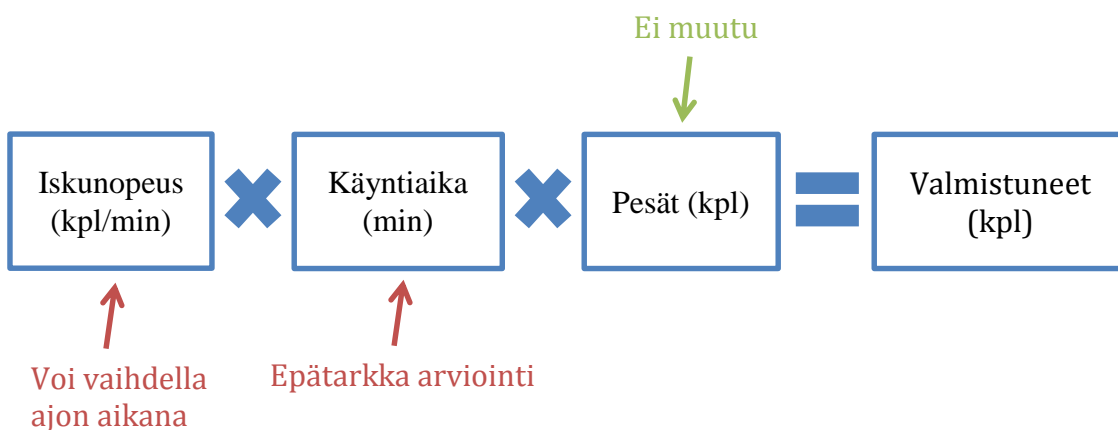 Ei muutu
Iskunopeus
(kpl/min)
Käyntiaika
(min)
Pesät (kpl)
Valmistuneet
(kpl)
Voi vaihdella
ajon aikana
Epätarkka arviointi